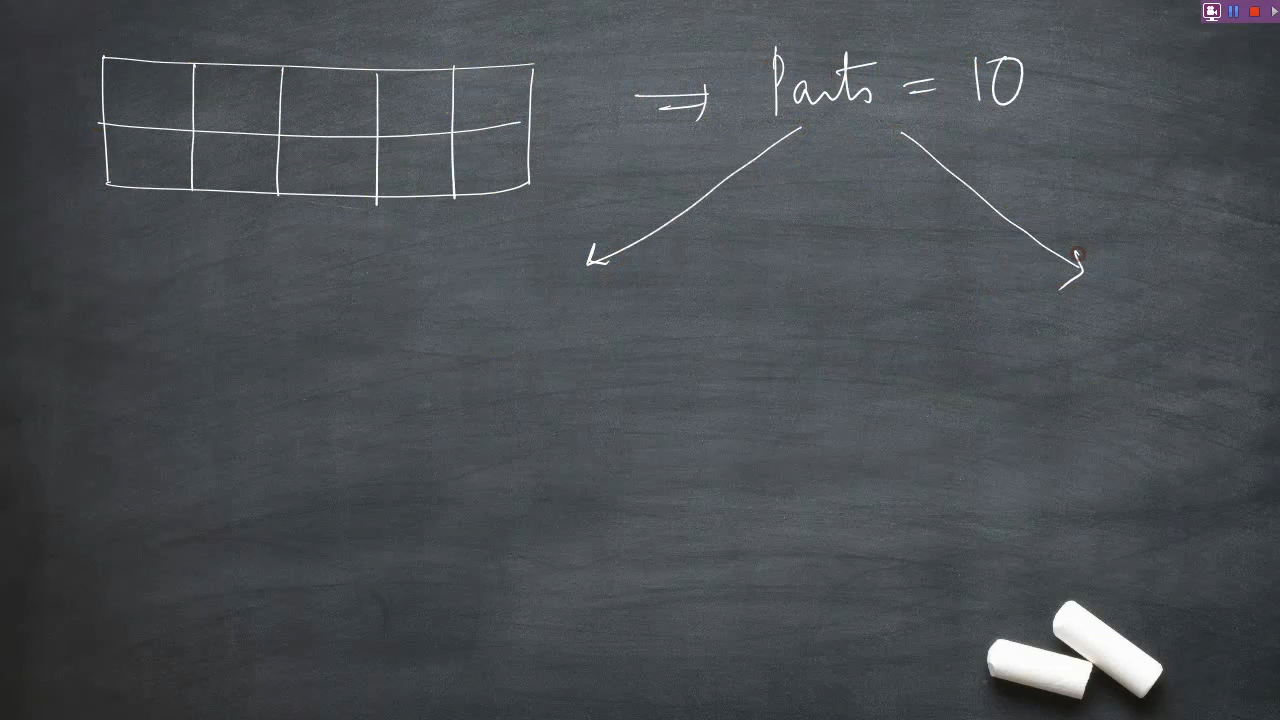 ⇒ Parts = 10